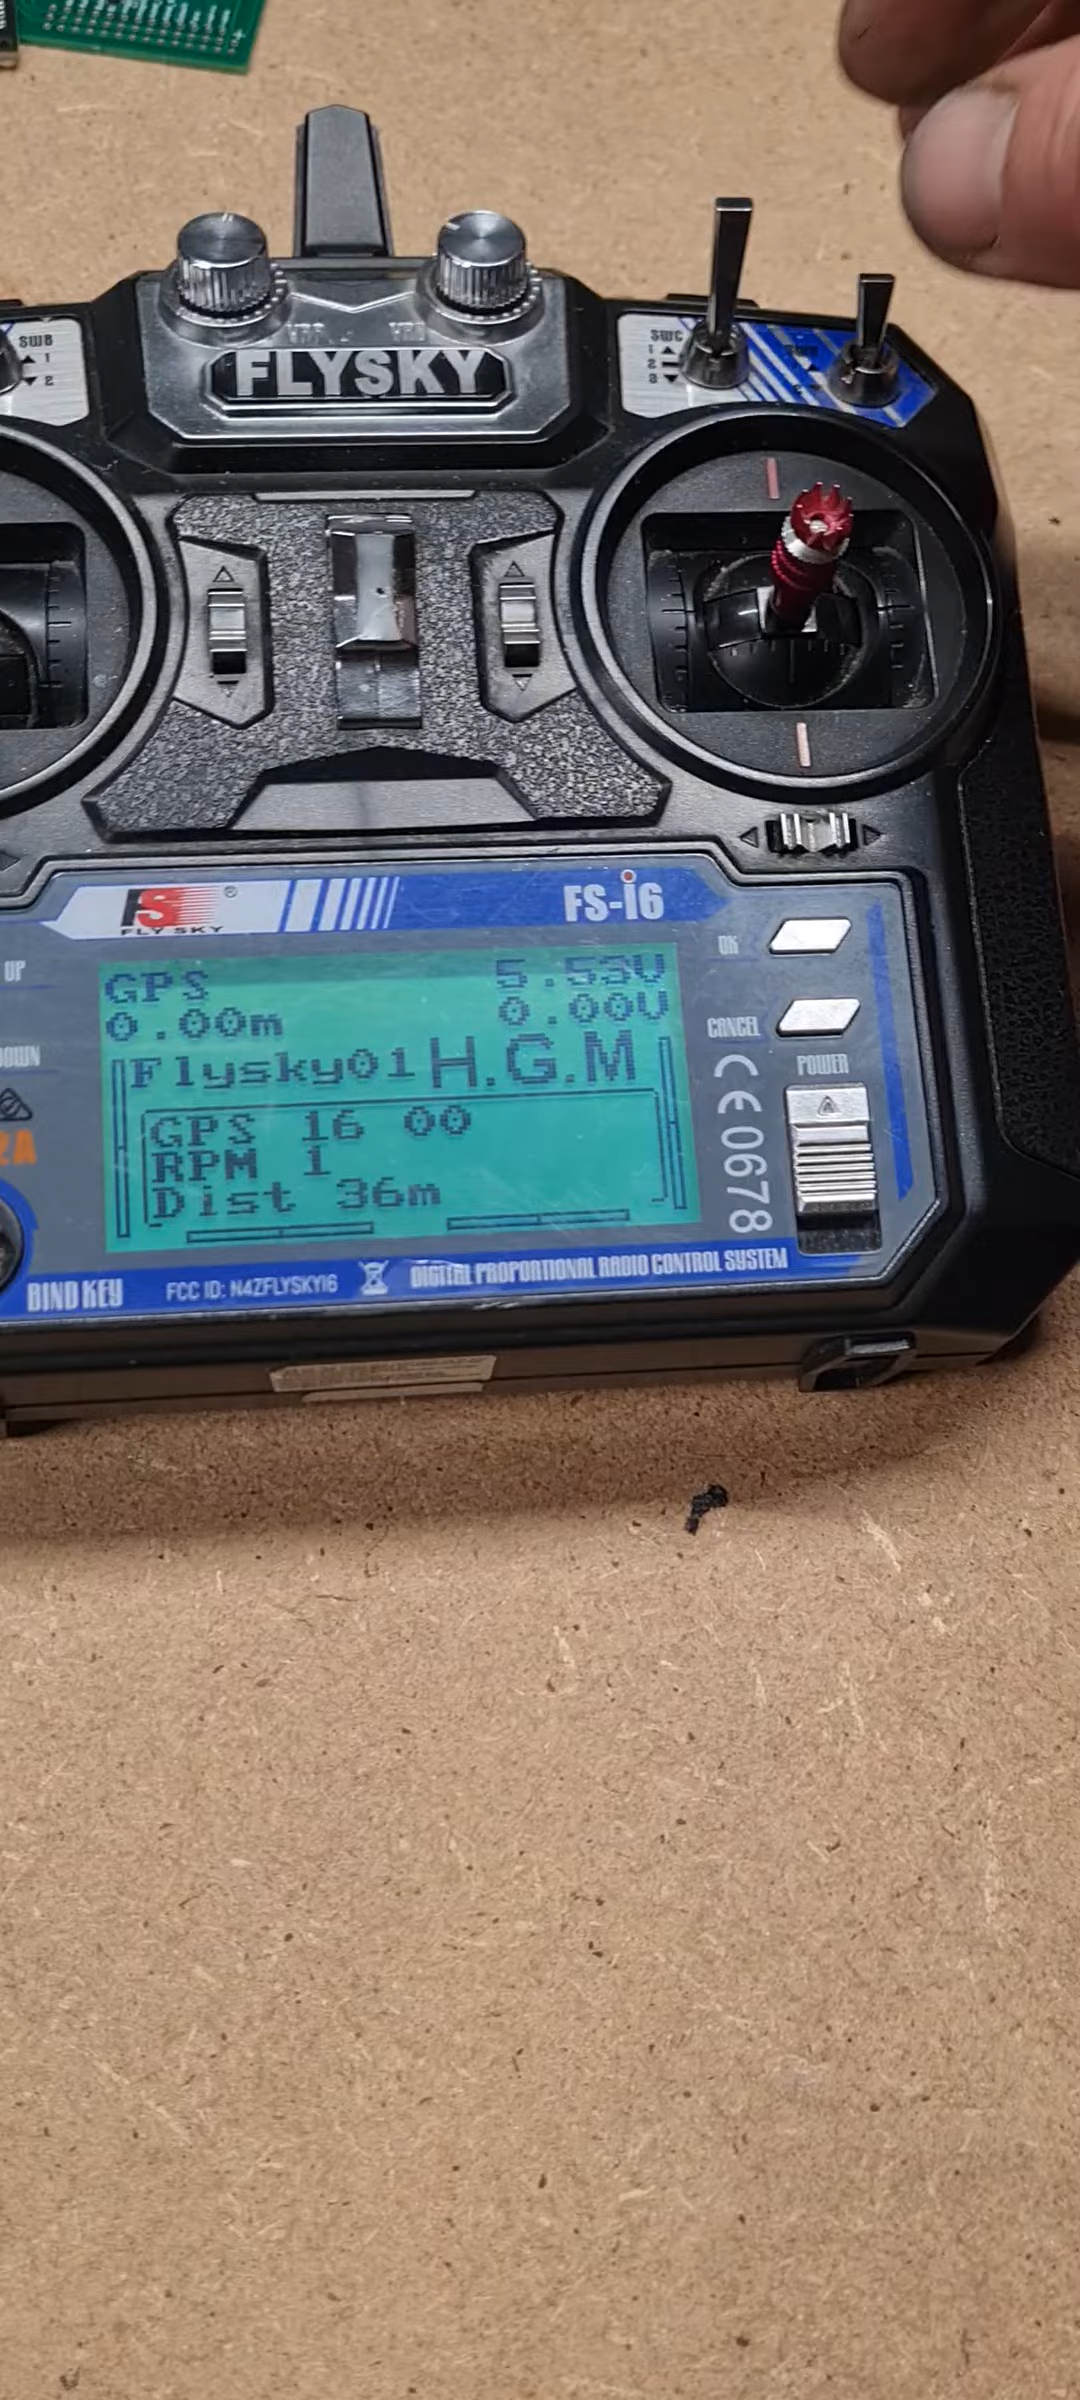 SWB
1
2
FLYSKY
SWC
1
2
3
FS ®
FLY SKY
FS-i6
UP
OK
DOWN
CANCEL
POWER
GPS 5.53V
0.00m 0.00V
Flysky01 H.G.M
GPS 16 00
RPM 1
Dist 36m
2A
CE 0678
BIND KEY
FCC ID: N4ZFLYSKYI6
DIGITAL PROPORTIONAL RADIO CONTROL SYSTEM